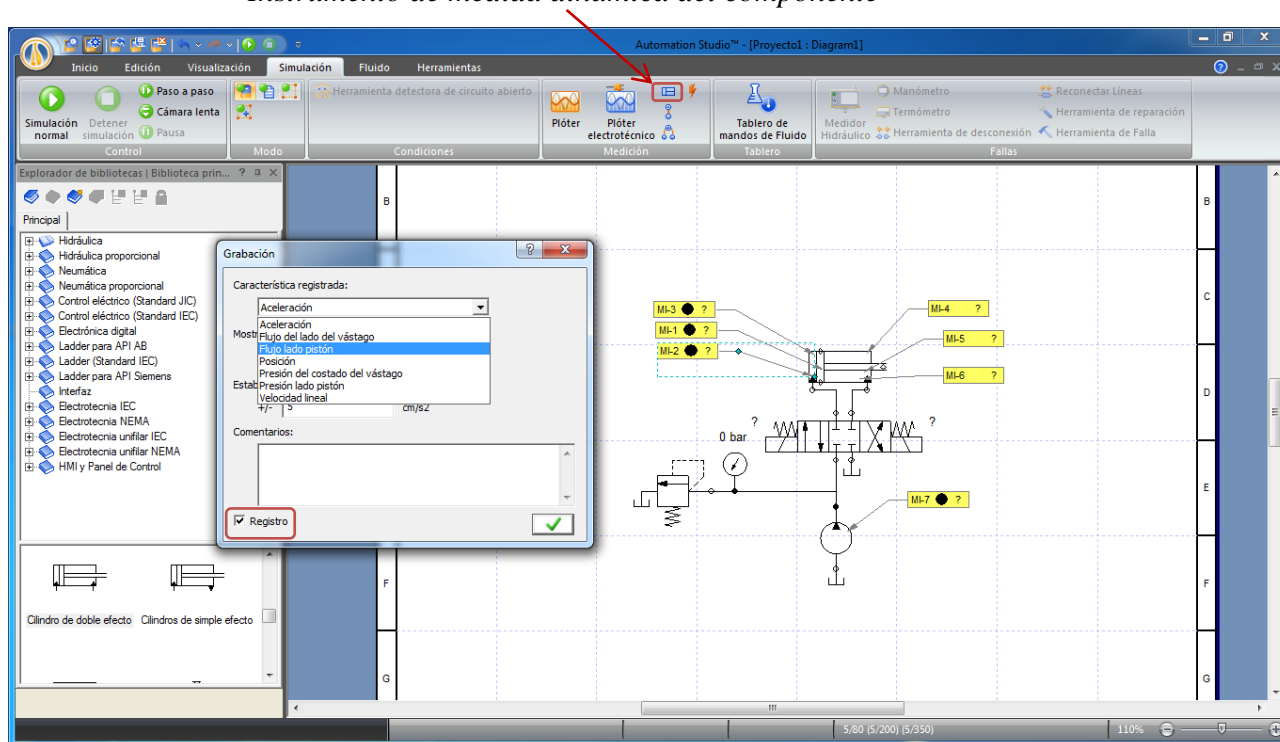 Instrumento de medida dinámica del componente
Automation Studio™ - [Proyecto1 : Diagram1]
Inicio Edición Visualización Simulación Fluido Herramientas
Simulación normal
Detener simulación
Paso a paso
Cámara lenta
Pausa
Control
Modo
Herramienta detectora de circuito abierto
Condiciones
Plóter
Plóter electrotécnico
Medición
Tablero de mandos de Fluido
Tablero
Medidor Hidráulico
Manómetro
Termómetro
Herramienta de desconexión
Reconectar Líneas
Herramienta de reparación
Herramienta de Falla
Fallas
Explorador de bibliotecas | Biblioteca prin... ?
Principal
Hidráulica
Hidráulica proporcional
Neumática
Neumática proporcional
Control eléctrico (Standard JIC)
Control eléctrico (Standard IEC)
Electrónica digital
Ladder para API AB
Ladder (Standard IEC)
Ladder para API Siemens
Interfaz
Electrotecnia IEC
Electrotecnia NEMA
Electrotecnia unifilar IEC
Electrotecnia unifilar NEMA
HMI y Panel de Control
Cilindro de doble efecto Cilindros de simple efecto
Grabación
Característica registrada:
Aceleración
Mostr
Aceleración
Flujo del lado del vástago
Flujo lado pistón
Posición
Presión del costado del vástago
Estab
Presión lado pistón
Velocidad lineal
+/- 5 cm/s2
Comentarios:
Registro
B B
C C
D D
E E
F F
G G
MI-3 ?
MI-1 ?
MI-2 ?
MI-4 ?
MI-5 ?
MI-6 ?
? ?
0 bar
MI-7 ?
5/80 (5/200) (5/350) 110%